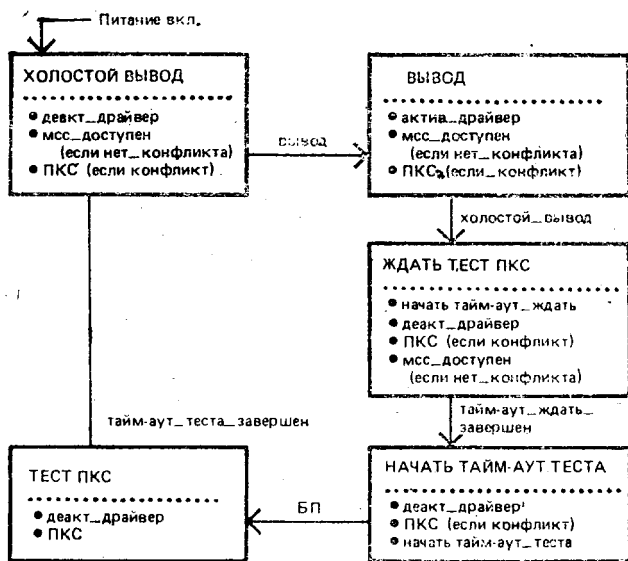 Питание вкл.
ХОЛОСТОЙ ВЫВОД
● деакт_драйвер
● мсс_доступен
(если нет_конфликта)
● ПКС (если конфликт)
вывод
ВЫВОД
● актив_драйвер
● мсс_доступен
(если нет_конфликта)
● ПКС (если_конфликт)
холостой_вывод
ЖДАТЬ ТЕСТ ПКС
● начать тайм-аут_ждать
● деакт_драйвер
● ПКС (если конфликт)
● мсс_доступен
(если нет_конфликта)
тайм-аут_ждать_
завершен
тайм-аут_теста_завершен
ТЕСТ ПКС
● деакт_драйвер
● ПКС
БП
НАЧАТЬ ТАЙМ-АУТ ТЕСТА
● деакт_драйвер
● ПКС (если конфликт)
● начать тайм-аут_теста